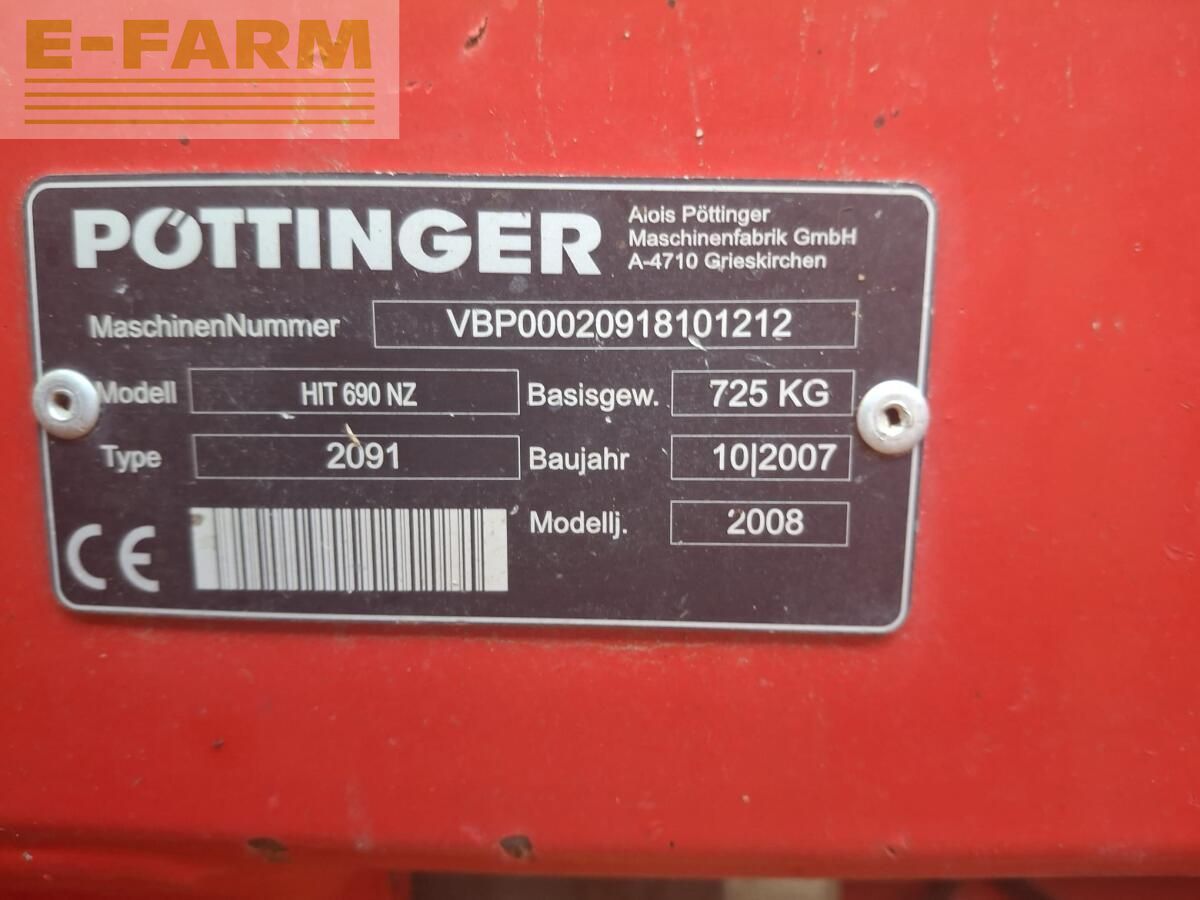 E-FARM
PÖTTINGER
Alois Pöttinger
Maschinenfabrik GmbH
A-4710 Grieskirchen
MaschinenNummer VBP00020918101212
Modell HIT 690 NZ Basisgew. 725 KG
Type 2091 Baujahr 10|2007
CE Modellj. 2008